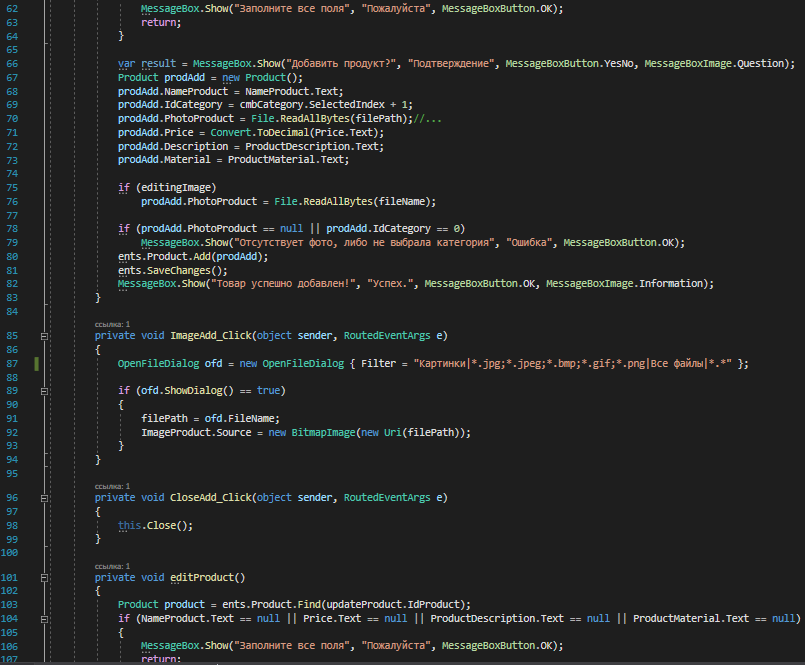 62 MessageBox.Show("Заполните все поля", "Пожалуйста", MessageBoxButton.OK);
63 return;
64 }
65
66 var result = MessageBox.Show("Добавить продукт?", "Подтверждение", MessageBoxButton.YesNo, MessageBoxImage.Question);
67 Product prodAdd = new Product();
68 prodAdd.NameProduct = NameProduct.Text;
69 prodAdd.IdCategory = cmbCategory.SelectedIndex + 1;
70 prodAdd.PhotoProduct = File.ReadAllBytes(filePath);//...
71 prodAdd.Price = Convert.ToDecimal(Price.Text);
72 prodAdd.Description = ProductDescription.Text;
73 prodAdd.Material = ProductMaterial.Text;
74
75 if (editingImage)
76 prodAdd.PhotoProduct = File.ReadAllBytes(fileName);
77
78 if (prodAdd.PhotoProduct == null || prodAdd.IdCategory == 0)
79 MessageBox.Show("Отсутствует фото, либо не выбрала категория", "Ошибка", MessageBoxButton.OK);
80 ents.Product.Add(prodAdd);
81 ents.SaveChanges();
82 MessageBox.Show("Товар успешно добавлен!", "Успех.", MessageBoxButton.OK, MessageBoxImage.Information);
83 }
84
ссылка: 1
85 private void ImageAdd_Click(object sender, RoutedEventArgs e)
86 {
87 OpenFileDialog ofd = new OpenFileDialog { Filter = "Картинки|*.jpg;*.jpeg;*.bmp;*.gif;*.png|Все файлы|*.*" };
88
89 if (ofd.ShowDialog() == true)
90 {
91 filePath = ofd.FileName;
92 ImageProduct.Source = new BitmapImage(new Uri(filePath));
93 }
94 }
95
ссылка: 1
96 private void CloseAdd_Click(object sender, RoutedEventArgs e)
97 {
98 this.Close();
99 }
100
ссылка: 1
101 private void editProduct()
102 {
103 Product product = ents.Product.Find(updateProduct.IdProduct);
104 if (NameProduct.Text == null || Price.Text == null || ProductDescription.Text == null || ProductMaterial.Text == null)
105 {
106 MessageBox.Show("Заполните все поля", "Пожалуйста", MessageBoxButton.OK);
107 return;